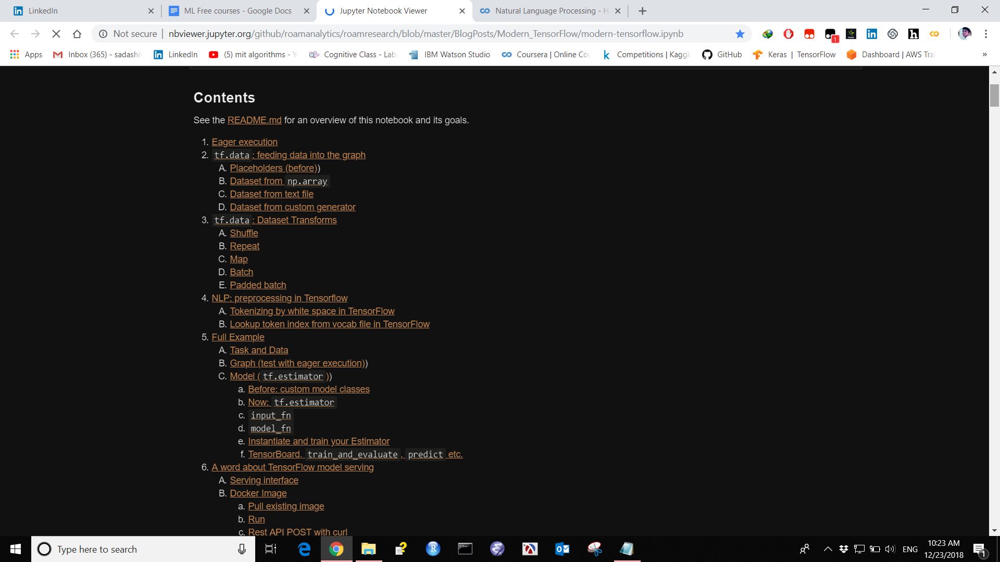 LinkedIn
ML Free courses - Google Docs
Jupyter Notebook Viewer
Natural Language Processing - H
Not secure | nbviewer.jupyter.org/github/roamanalytics/roamresearch/blob/master/BlogPosts/Modern_TensorFlow/modern-tensorflow.ipynb
1
Apps
Inbox (365) - sadashi
LinkedIn
(5) mit algorithms - Y
Cognitive Class - Lab
IBM Watson Studio
Coursera | Online Co
Competitions | Kaggl
GitHub
Keras | TensorFlow
Dashboard | AWS Tra
»
Contents
See the README.md for an overview of this notebook and its goals.
1. Eager execution
2. tf.data : feeding data into the graph
A. Placeholders (before))
B. Dataset from np.array
C. Dataset from text file
D. Dataset from custom generator
3. tf.data : Dataset Transforms
A. Shuffle
B. Repeat
C. Map
D. Batch
E. Padded batch
4. NLP: preprocessing in Tensorflow
A. Tokenizing by white space in TensorFlow
B. Lookup token index from vocab file in TensorFlow
5. Full Example
A. Task and Data
B. Graph (test with eager execution))
C. Model ( tf.estimator ))
a. Before: custom model classes
b. Now: tf.estimator
c. input_fn
d. model_fn
e. Instantiate and train your Estimator
f. TensorBoard, train_and_evaluate , predict etc.
6. A word about TensorFlow model serving
A. Serving interface
B. Docker Image
a. Pull existing image
b. Run
c. Rest API POST with curl
Type here to search
ENG
10:23 AM
12/23/2018
1